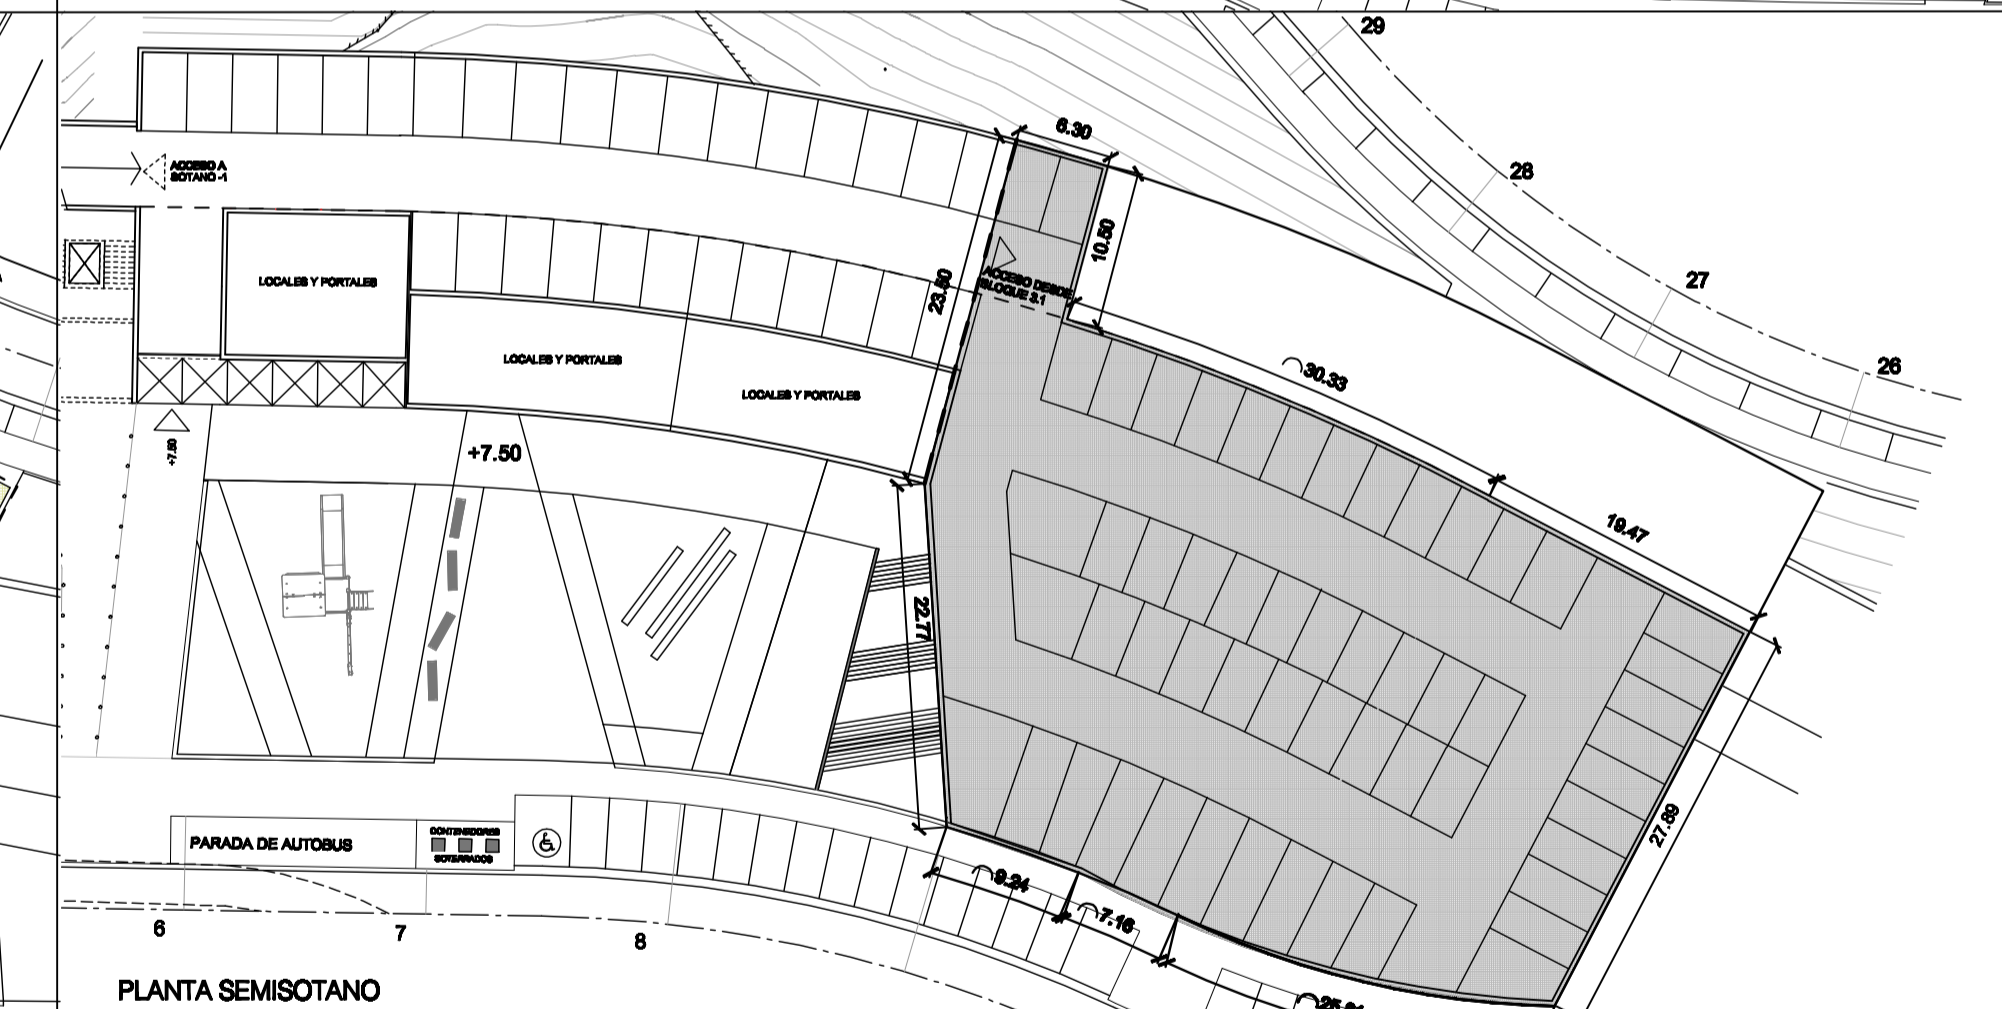 29
6.30
28
ACCESO A
SOTANO -1
10.50
27
LOCALES Y PORTALES
ACCESO DESDE
BLOQUE 3.1
23.50
LOCALES Y PORTALES
30.33
26
LOCALES Y PORTALES
+7.50
+7.50
19.47
22.77
27.89
PARADA DE AUTOBUS
CONTENEDORES
SOTERRADOS
9.24
7.16
6
7
8
PLANTA SEMISOTANO